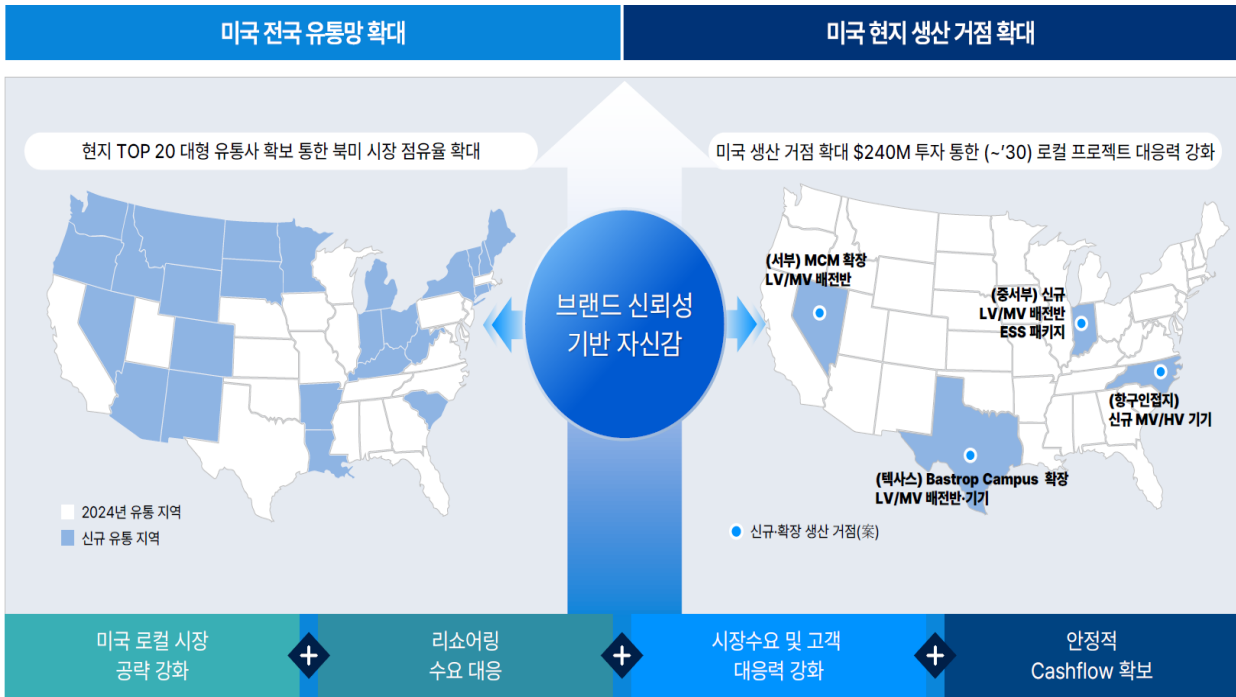 미국 전국 유통망 확대
미국 현지 생산 거점 확대
현지 TOP 20 대형 유통사 확보 통한 북미 시장 점유율 확대
미국 생산 거점 확대 $240M 투자 통한 (~'30) 로컬 프로젝트 대응력 강화
브랜드 신뢰성
기반 자신감
(서부) MCM 확장
LV/MV 배전반
(중서부) 신규
LV/MV 배전반
ESS 패키지
(항구인접지)
신규 MV/HV 기기
(텍사스) Bastrop Campus 확장
LV/MV 배전반·기기
2024년 유통 지역
신규 유통 지역
신규·확장 생산 거점(案)
미국 로컬 시장
공략 강화
+
리쇼어링
수요 대응
+
시장수요 및 고객
대응력 강화
+
안정적
Cashflow 확보